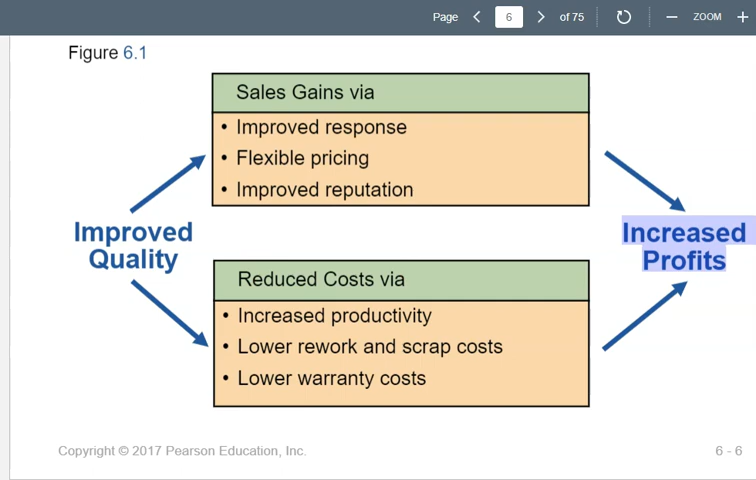 Page 6 of 75 ZOOM
Figure 6.1
Sales Gains via
• Improved response
• Flexible pricing
• Improved reputation
Improved
Quality
Increased
Profits
Reduced Costs via
• Increased productivity
• Lower rework and scrap costs
• Lower warranty costs
Copyright © 2017 Pearson Education, Inc.
6 - 6